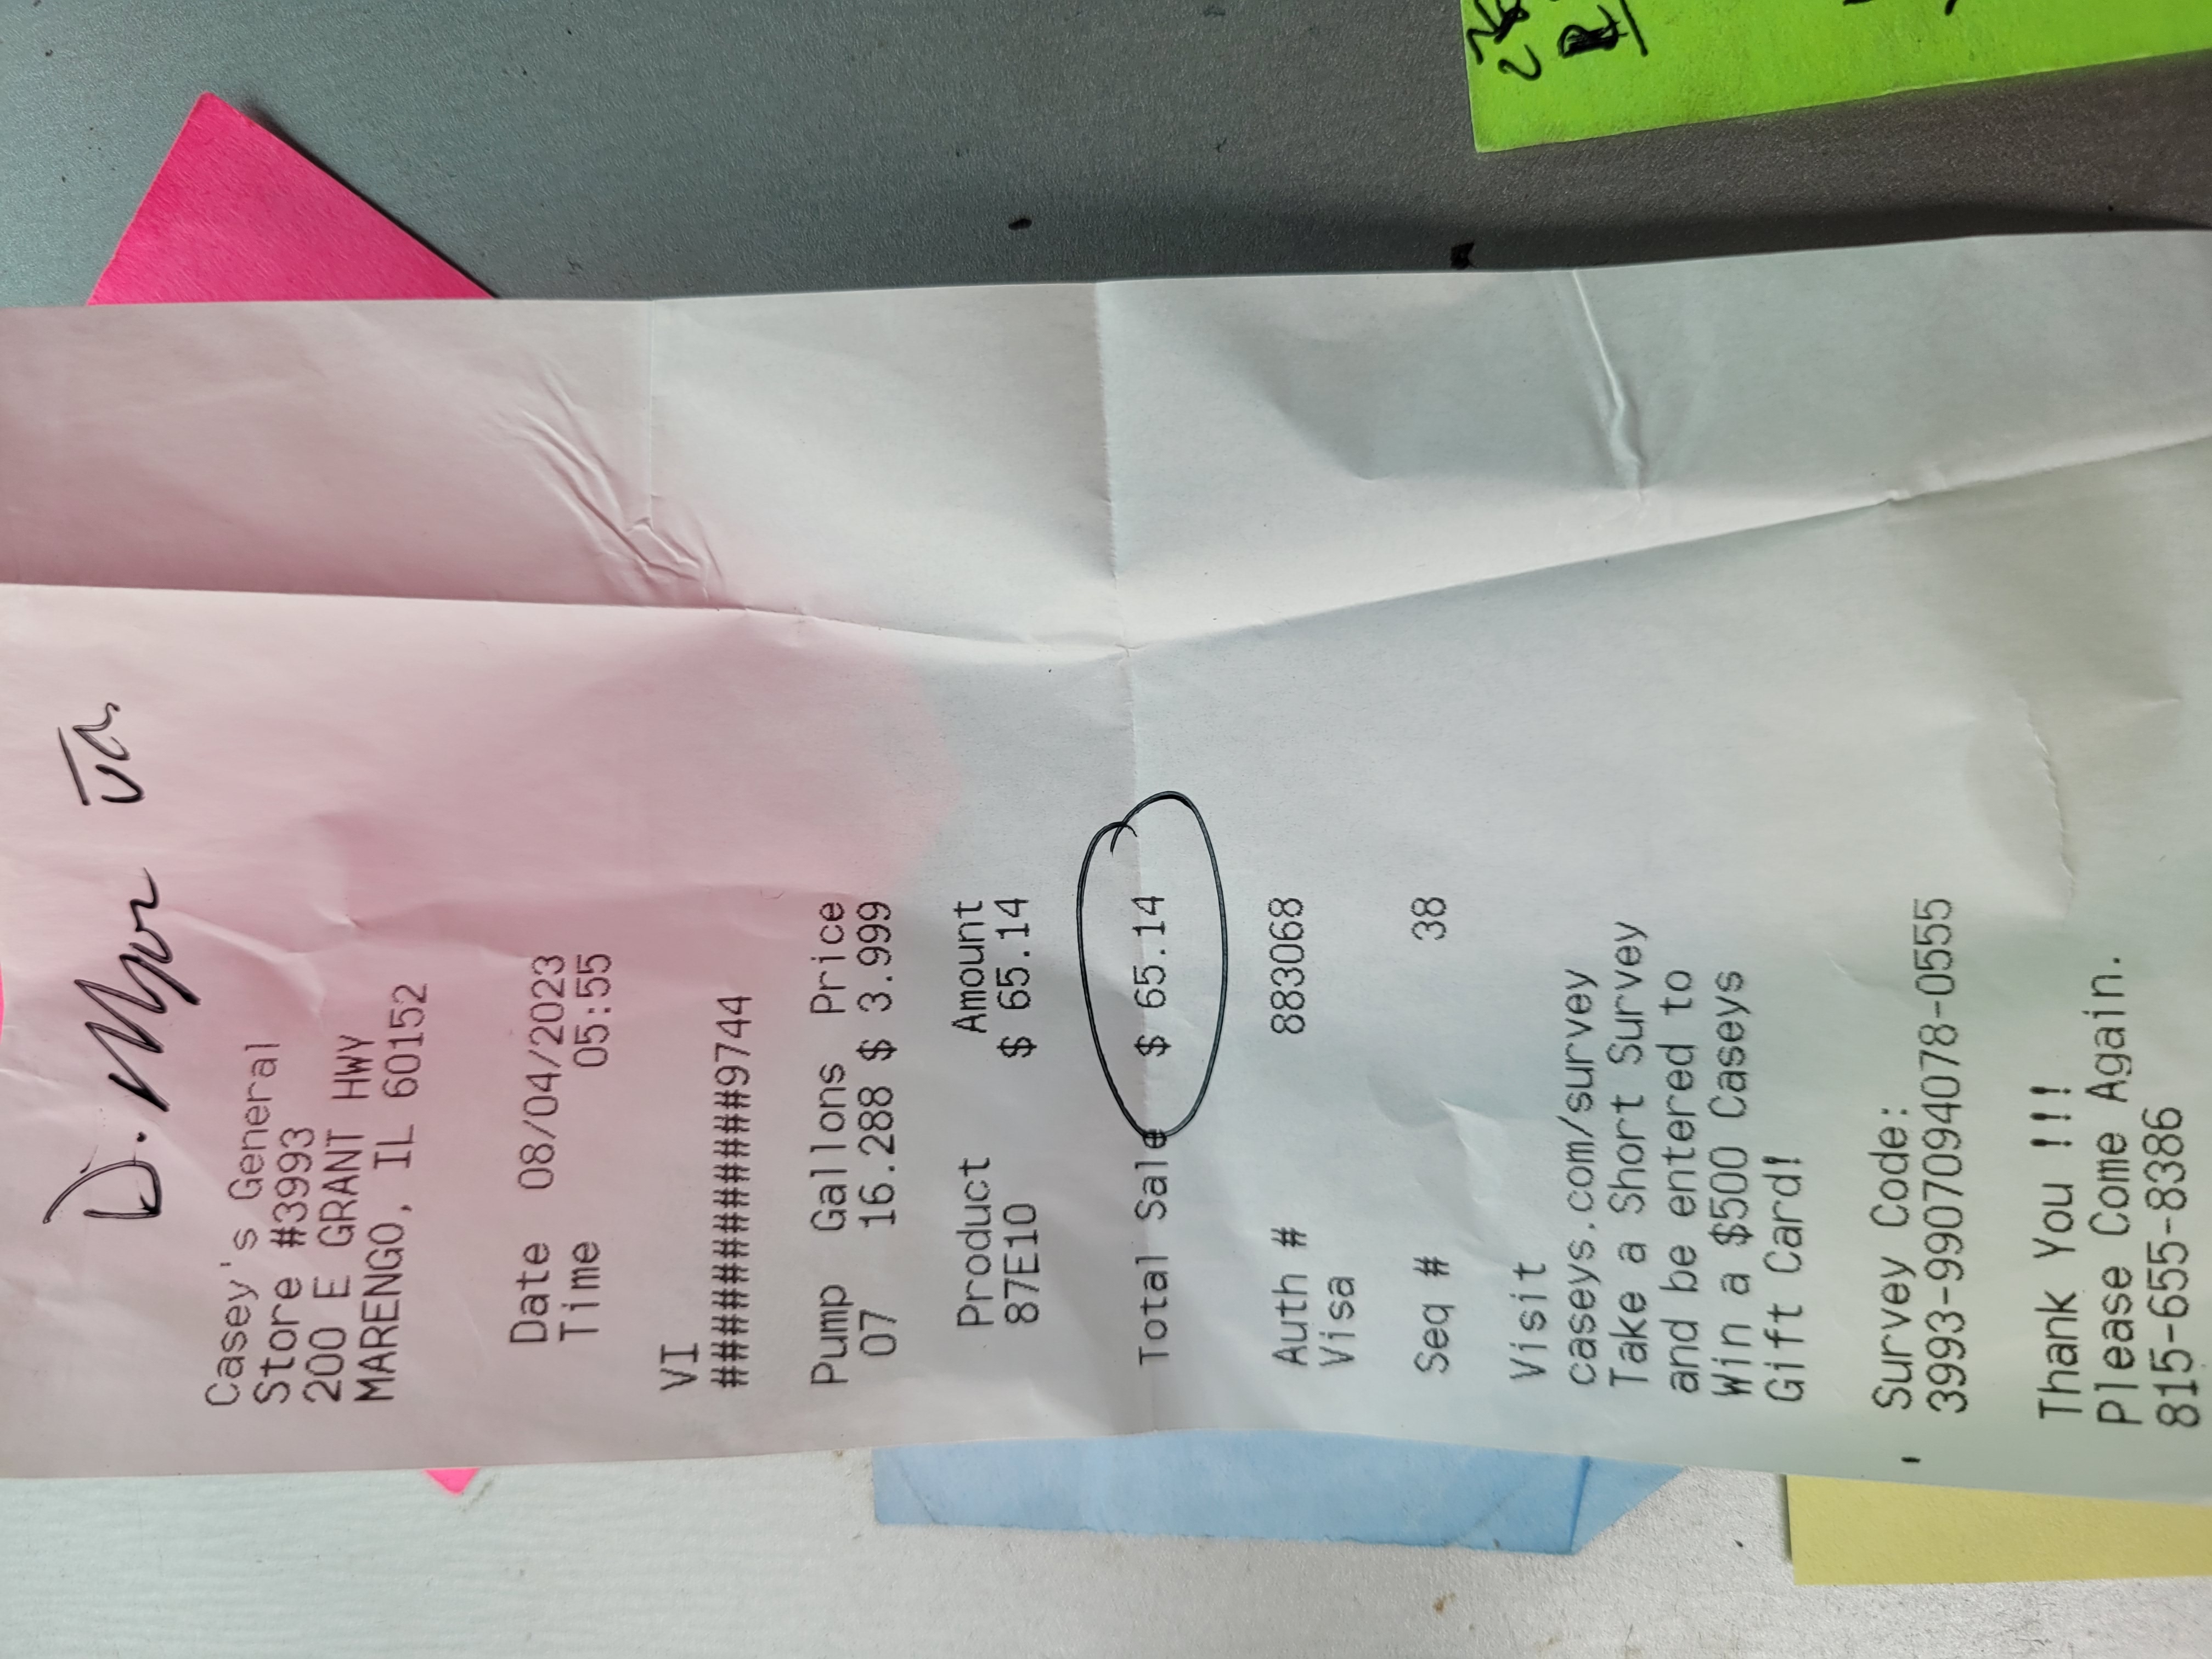 D.
Casey's General
Store #3993
200 E GRANT HWY
MARENGO, IL 60152
Date 08/04/2023
Time 05:55
VI
############9744
Pump Gallons Price
07 16.288 $ 3.999
Product Amount
87E10 $ 65.14
Total Sale $ 65.14
Auth # 883068
Visa
Seq # 38
Visit
caseys.com/survey
Take a Short Survey
and be entered to
Win a $500 Caseys
Gift Card!
Survey Code:
3993-9907094078-0555
Thank You !!!
Please Come Again.
815-655-8386